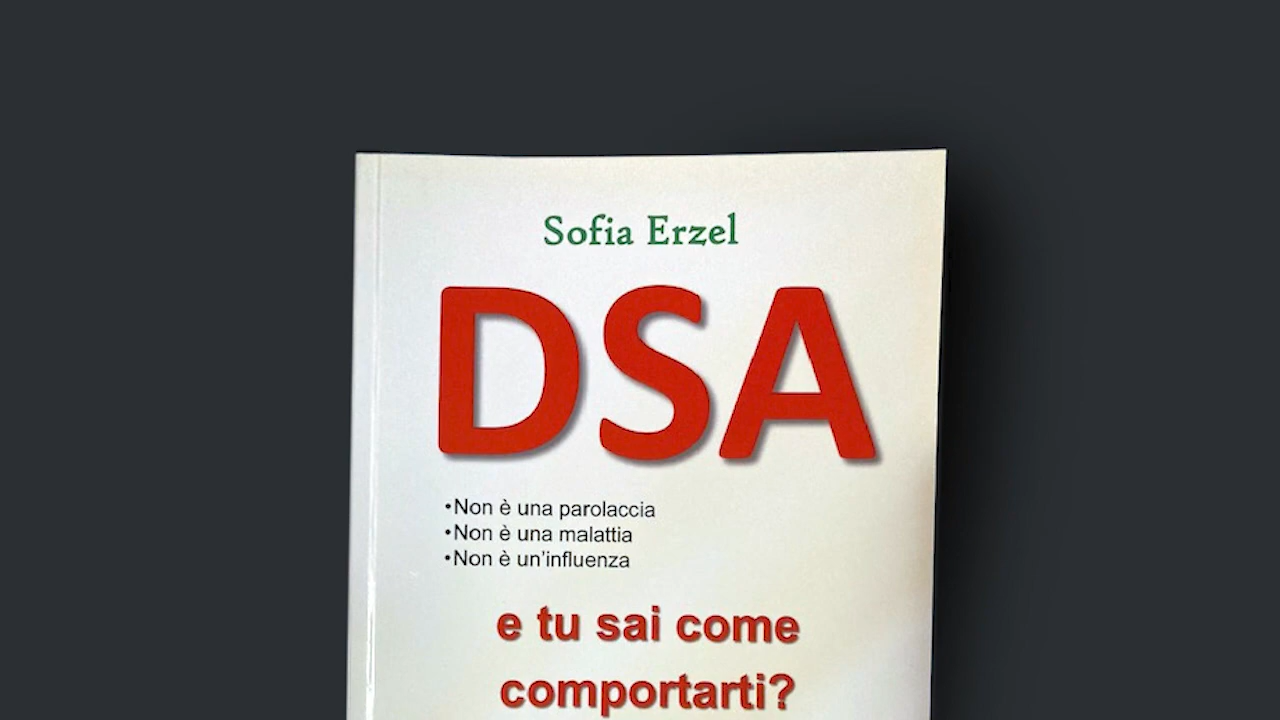 Sofia Erzel
DSA
•Non è una parolaccia
•Non è una malattia
•Non è un'influenza
e tu sai come
comportarti?